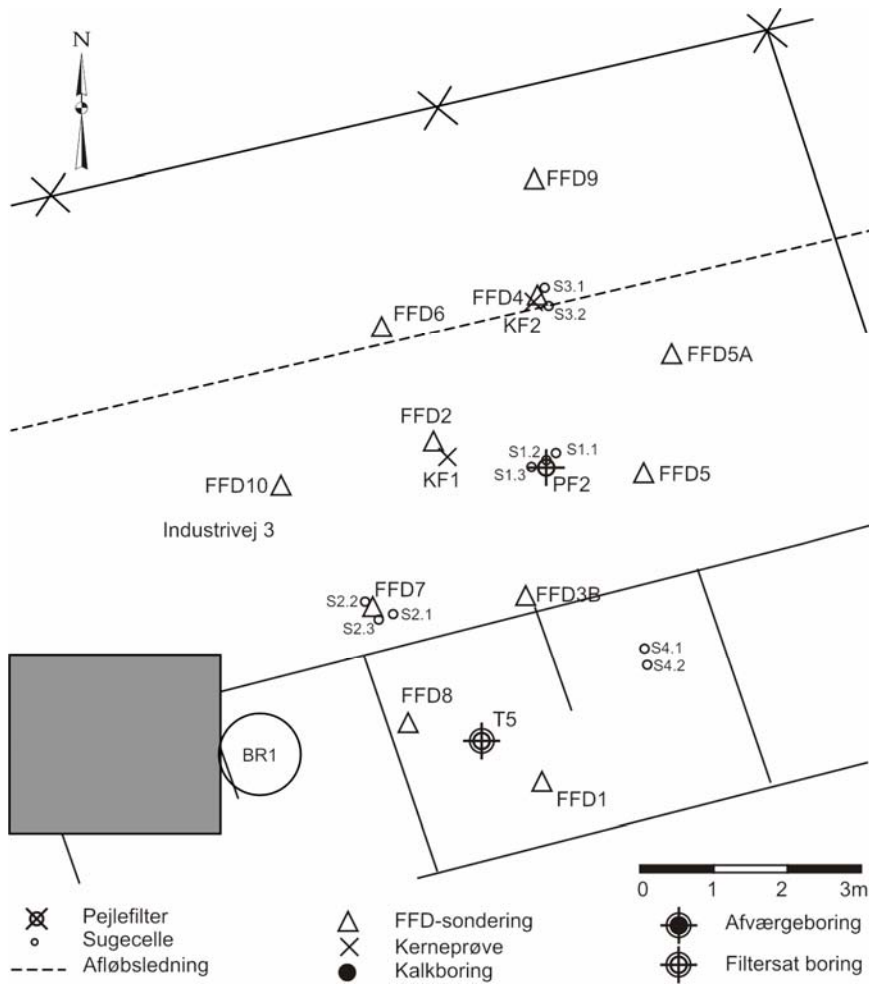 N
FFD9
S3.1
FFD4
S3.2
KF2
FFD6
FFD5A
FFD2
S1.2
S1.1
KF1
S1.3
PF2
FFD5
FFD10
Industrivej 3
FFD7
FFD3B
S2.2
S2.1
S2.3
S4.1
S4.2
FFD8
T5
BR1
FFD1
0 1 2 3m
Pejlefilter
Sugecelle
Afløbsledning
FFD-sondering
Kerneprøve
Kalkboring
Afværgeboring
Filtersat boring